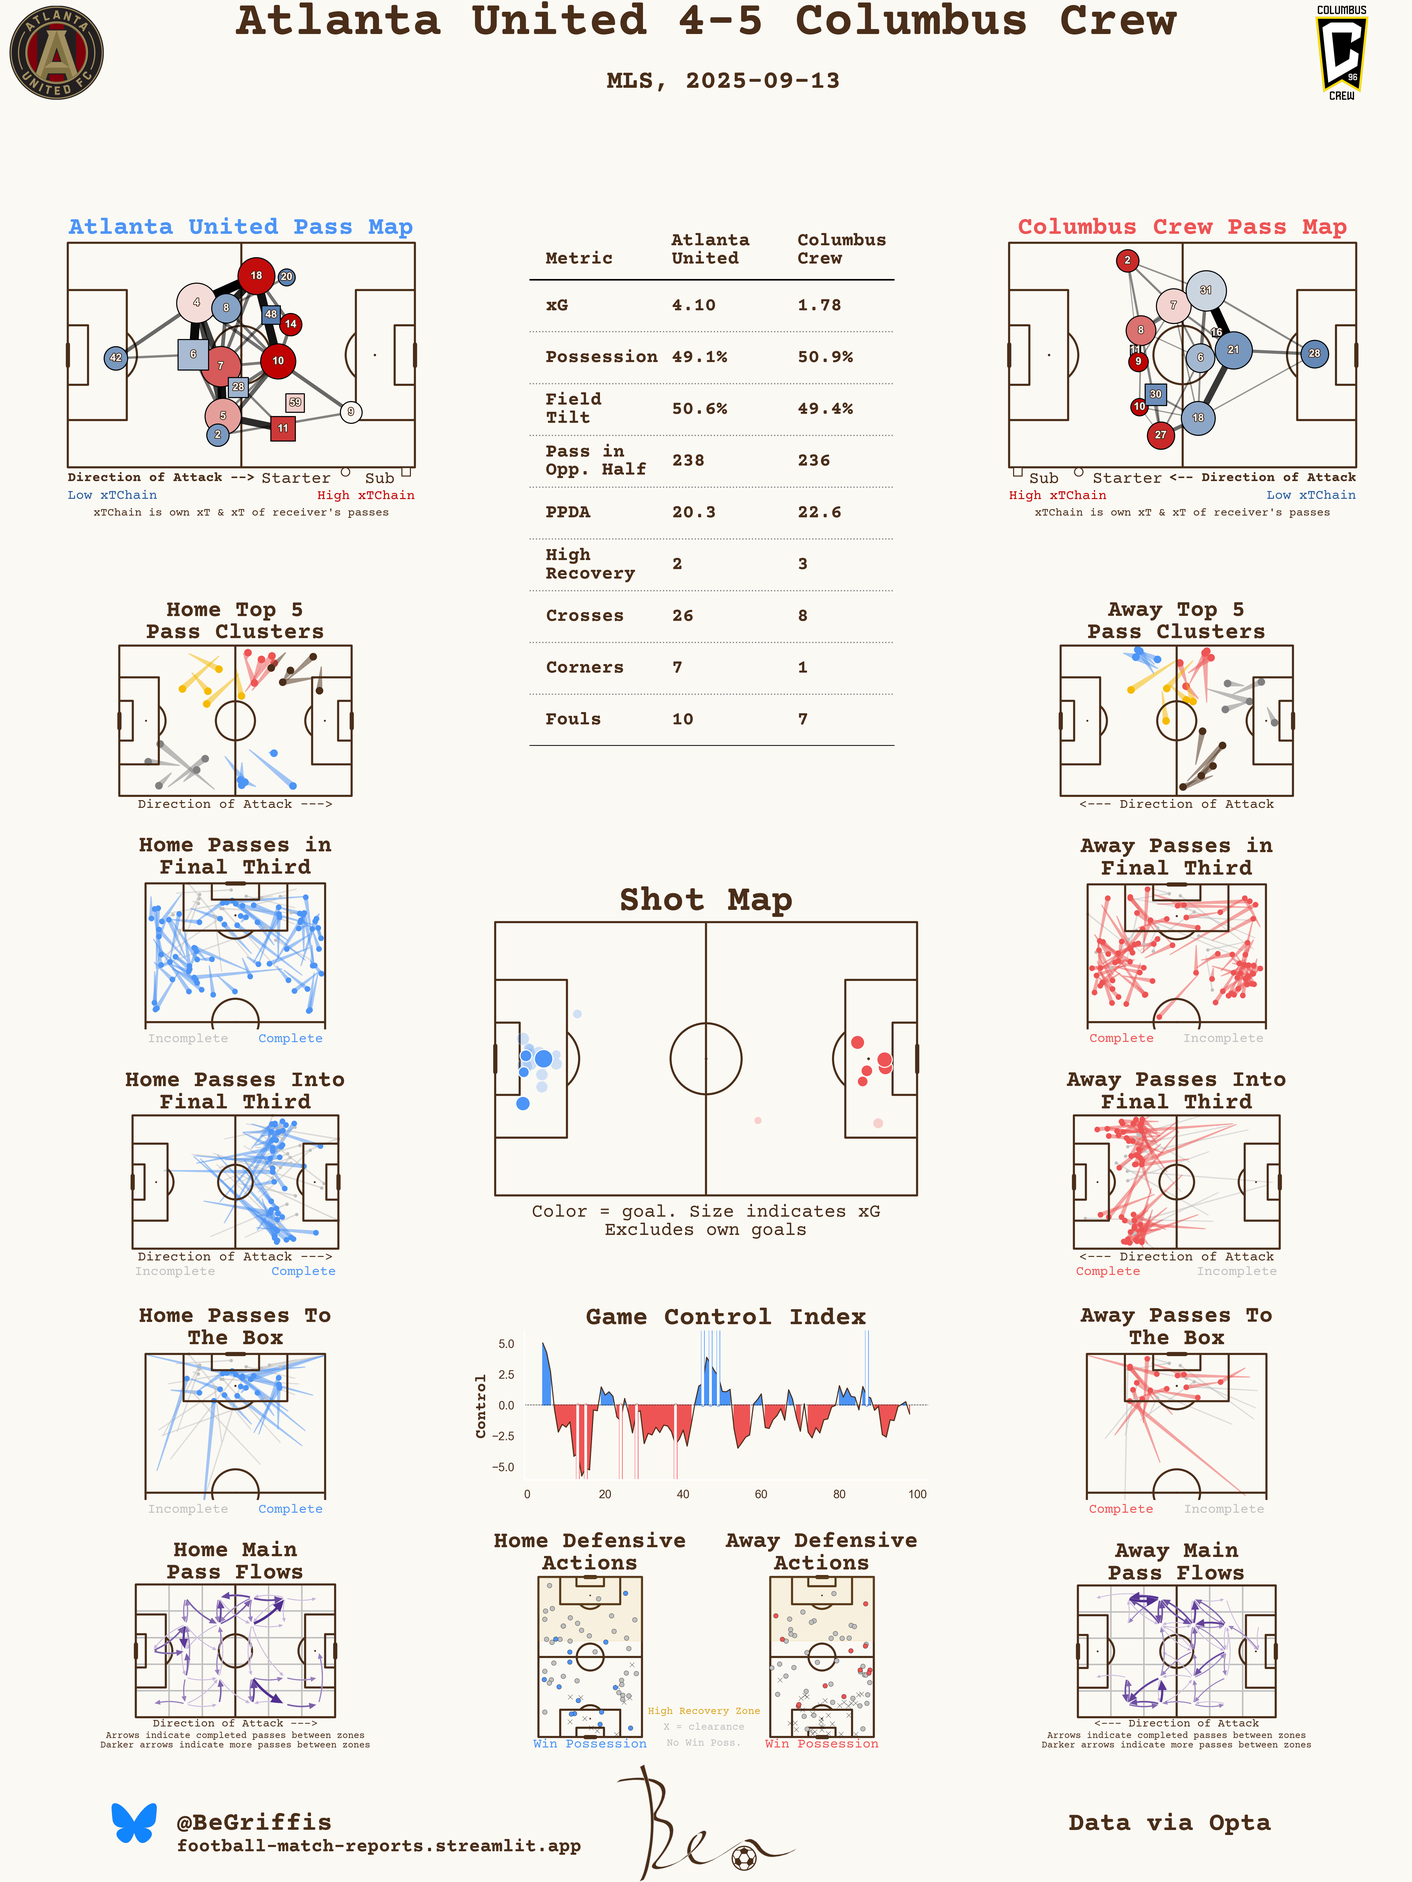 Atlanta United 4-5 Columbus Crew
MLS, 2025-09-13
ATLANTA
UNITED FC
COLUMBUS
96
CREW
Atlanta United Pass Map
18
20
4
8
48
14
42
6
7
10
28
59
5
9
11
2
Direction of Attack --> Starter Sub
Low xTChain High xTChain
xTChain is own xT & xT of receiver's passes
Metric Atlanta United Columbus Crew
xG 4.10 1.78
Possession 49.1% 50.9%
Field Tilt 50.6% 49.4%
Pass in Opp. Half 238 236
PPDA 20.3 22.6
High Recovery 2 3
Crosses 26 8
Corners 7 1
Fouls 10 7
Columbus Crew Pass Map
2
31
7
8
16
21
6
28
9
30
10
18
27
Sub Starter <-- Direction of Attack
High xTChain Low xTChain
xTChain is own xT & xT of receiver's passes
Home Top 5
Pass Clusters
Direction of Attack --->
Away Top 5
Pass Clusters
<--- Direction of Attack
Home Passes in
Final Third
Incomplete Complete
Away Passes in
Final Third
Complete Incomplete
Shot Map
Color = goal. Size indicates xG
Excludes own goals
Home Passes Into
Final Third
Direction of Attack --->
Incomplete Complete
Away Passes Into
Final Third
<--- Direction of Attack
Complete Incomplete
Home Passes To
The Box
Incomplete Complete
Game Control Index
Control
5.0
2.5
0.0
−2.5
−5.0
0 20 40 60 80 100
Away Passes To
The Box
Complete Incomplete
Home Main
Pass Flows
Direction of Attack --->
Arrows indicate completed passes between zones
Darker arrows indicate more passes between zones
Home Defensive
Actions
Win Possession
High Recovery Zone
X = clearance
No Win Poss.
Away Defensive
Actions
Win Possession
Away Main
Pass Flows
<--- Direction of Attack
Arrows indicate completed passes between zones
Darker arrows indicate more passes between zones
@BeGriffis
football-match-reports.streamlit.app
Ben
Data via Opta